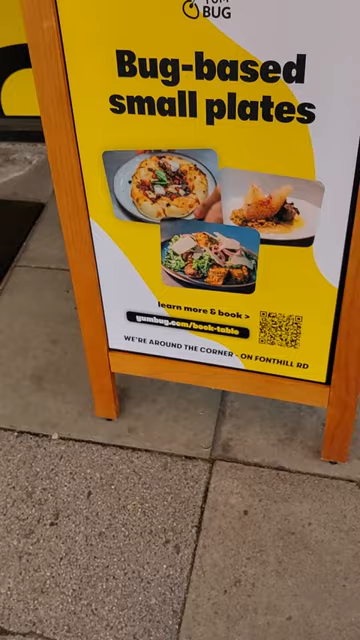 YUM
BUG
Bug-based
small plates
learn more & book >
yumbug.com/book-table
WE'RE AROUND THE CORNER - ON FONTHILL RD